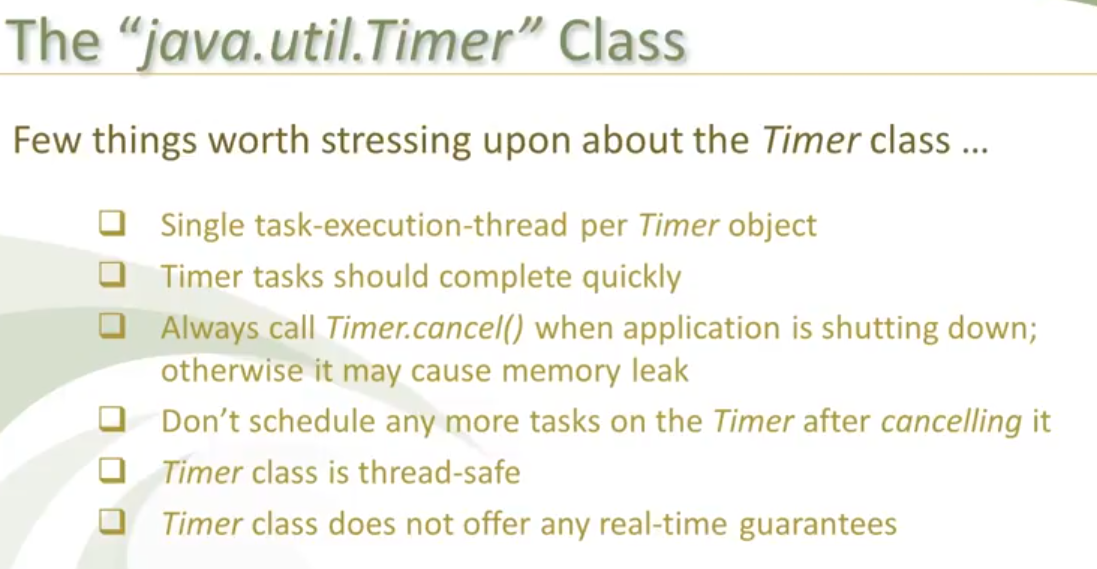 The “java.util.Timer” Class
Few things worth stressing upon about the Timer class ...
❑ Single task-execution-thread per Timer object
❑ Timer tasks should complete quickly
❑ Always call Timer.cancel() when application is shutting down;
otherwise it may cause memory leak
❑ Don’t schedule any more tasks on the Timer after cancelling it
❑ Timer class is thread-safe
❑ Timer class does not offer any real-time guarantees